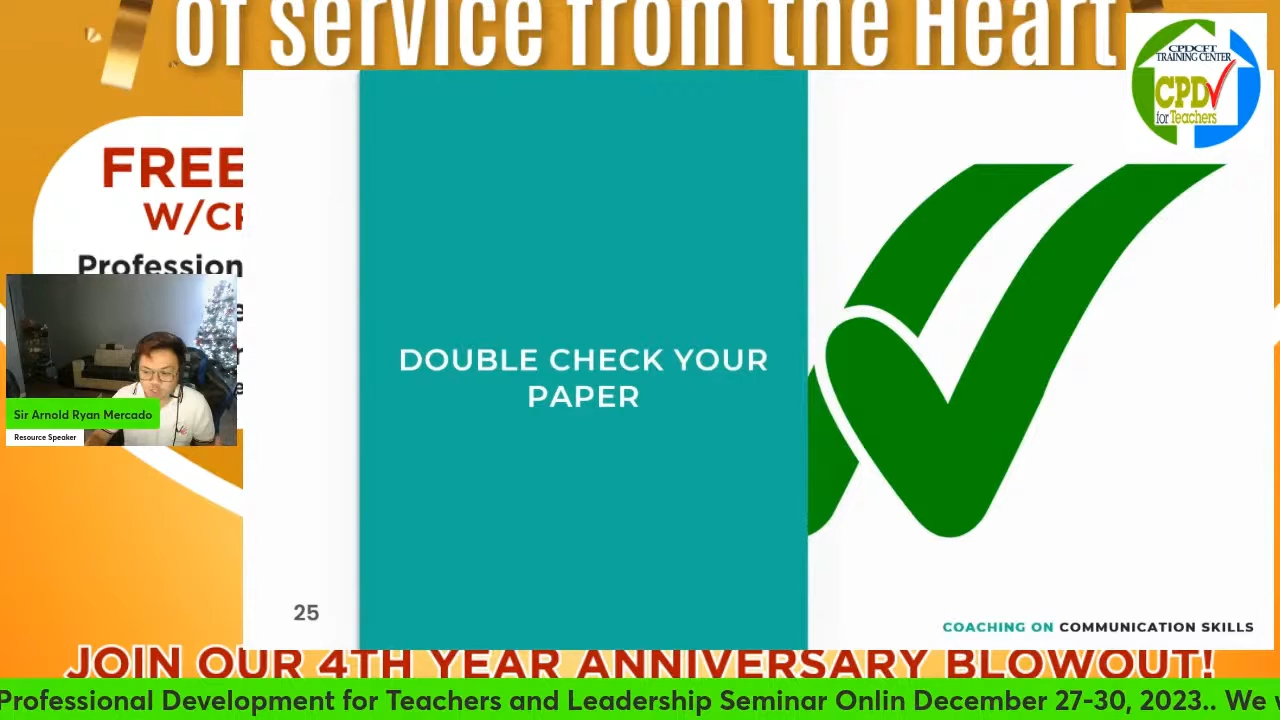 of service from the Heart
CPDCFT
TRAINING CENTER
CPD
for Teachers
FREE
W/CP
Profession
DOUBLE CHECK YOUR
PAPER
Sir Arnold Ryan Mercado
Resource Speaker
25
COACHING ON COMMUNICATION SKILLS
JOIN OUR 4TH YEAR ANNIVERSARY BLOWOUT!
Professional Development for Teachers and Leadership Seminar Onlin December 27-30, 2023.. We